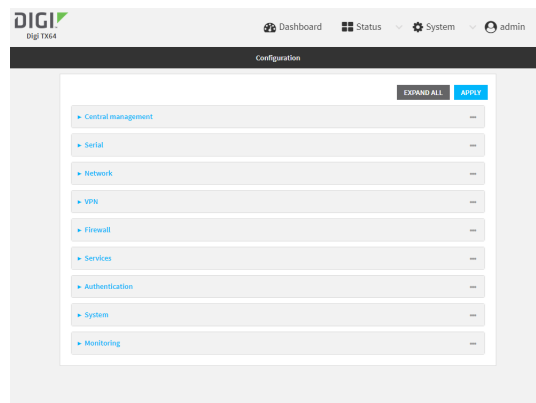 DIGI
Digi TX64
Dashboard Status System admin
Configuration
EXPAND ALL APPLY
Central management
Serial
Network
VPN
Firewall
Services
Authentication
System
Monitoring